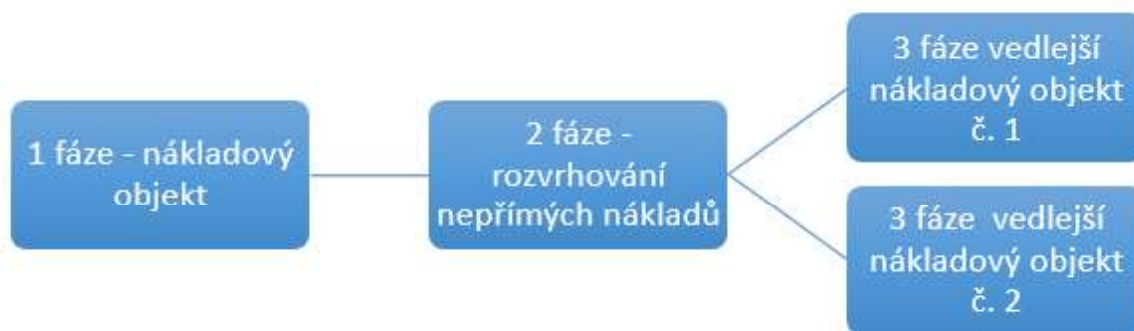 1 fáze - nákladový
objekt
2 fáze -
rozvrhování
nepřímých nákladů
3 fáze vedlejší
nákladový objekt
č. 1
3 fáze  vedlejší
nákladový objekt
č. 2